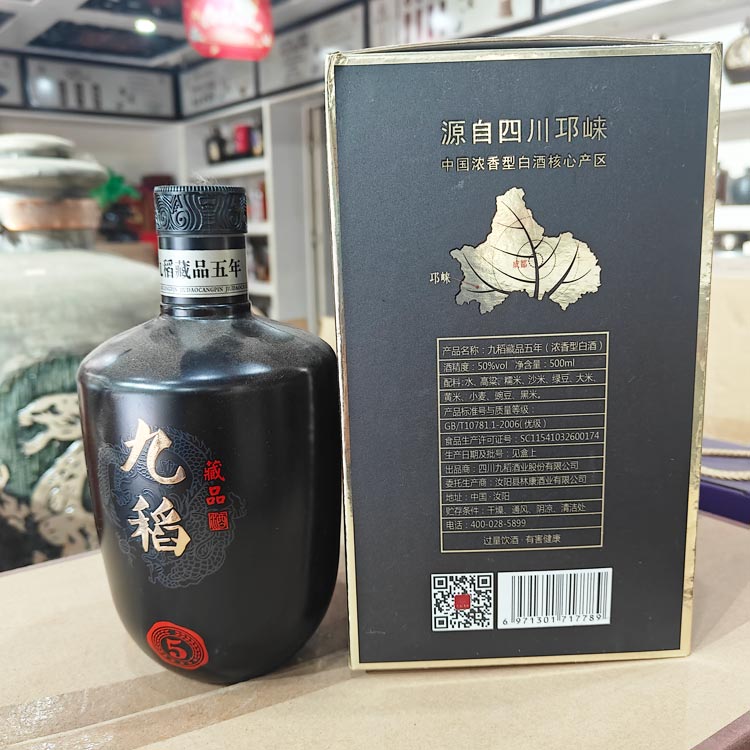 九稻藏品五年
JIUDAOCANGPIN
九稻
藏品
5
源自四川邛崃
中国浓香型白酒核心产区
成都
邛崃
产品名称：九稻藏品五年（浓香型白酒）
酒精度：50%vol 净含量：500ml
配料:水、高粱、糯米、沙米、绿豆、大米、
黄米、小麦、豌豆、黑米。
产品标准号与质量等级：
GB/T10781.1-2006(优级)
食品生产许可证号：SC11541032600174
生产日期及批号：见盒上
出品商：四川九稻酒业股份有限公司
委托生产商：汝阳县林康酒业有限公司
地址：中国·汝阳
贮存条件：干燥、通风、阴凉、清洁处
电话：400-028-5899
过量饮酒·有害健康
6 971301 717789